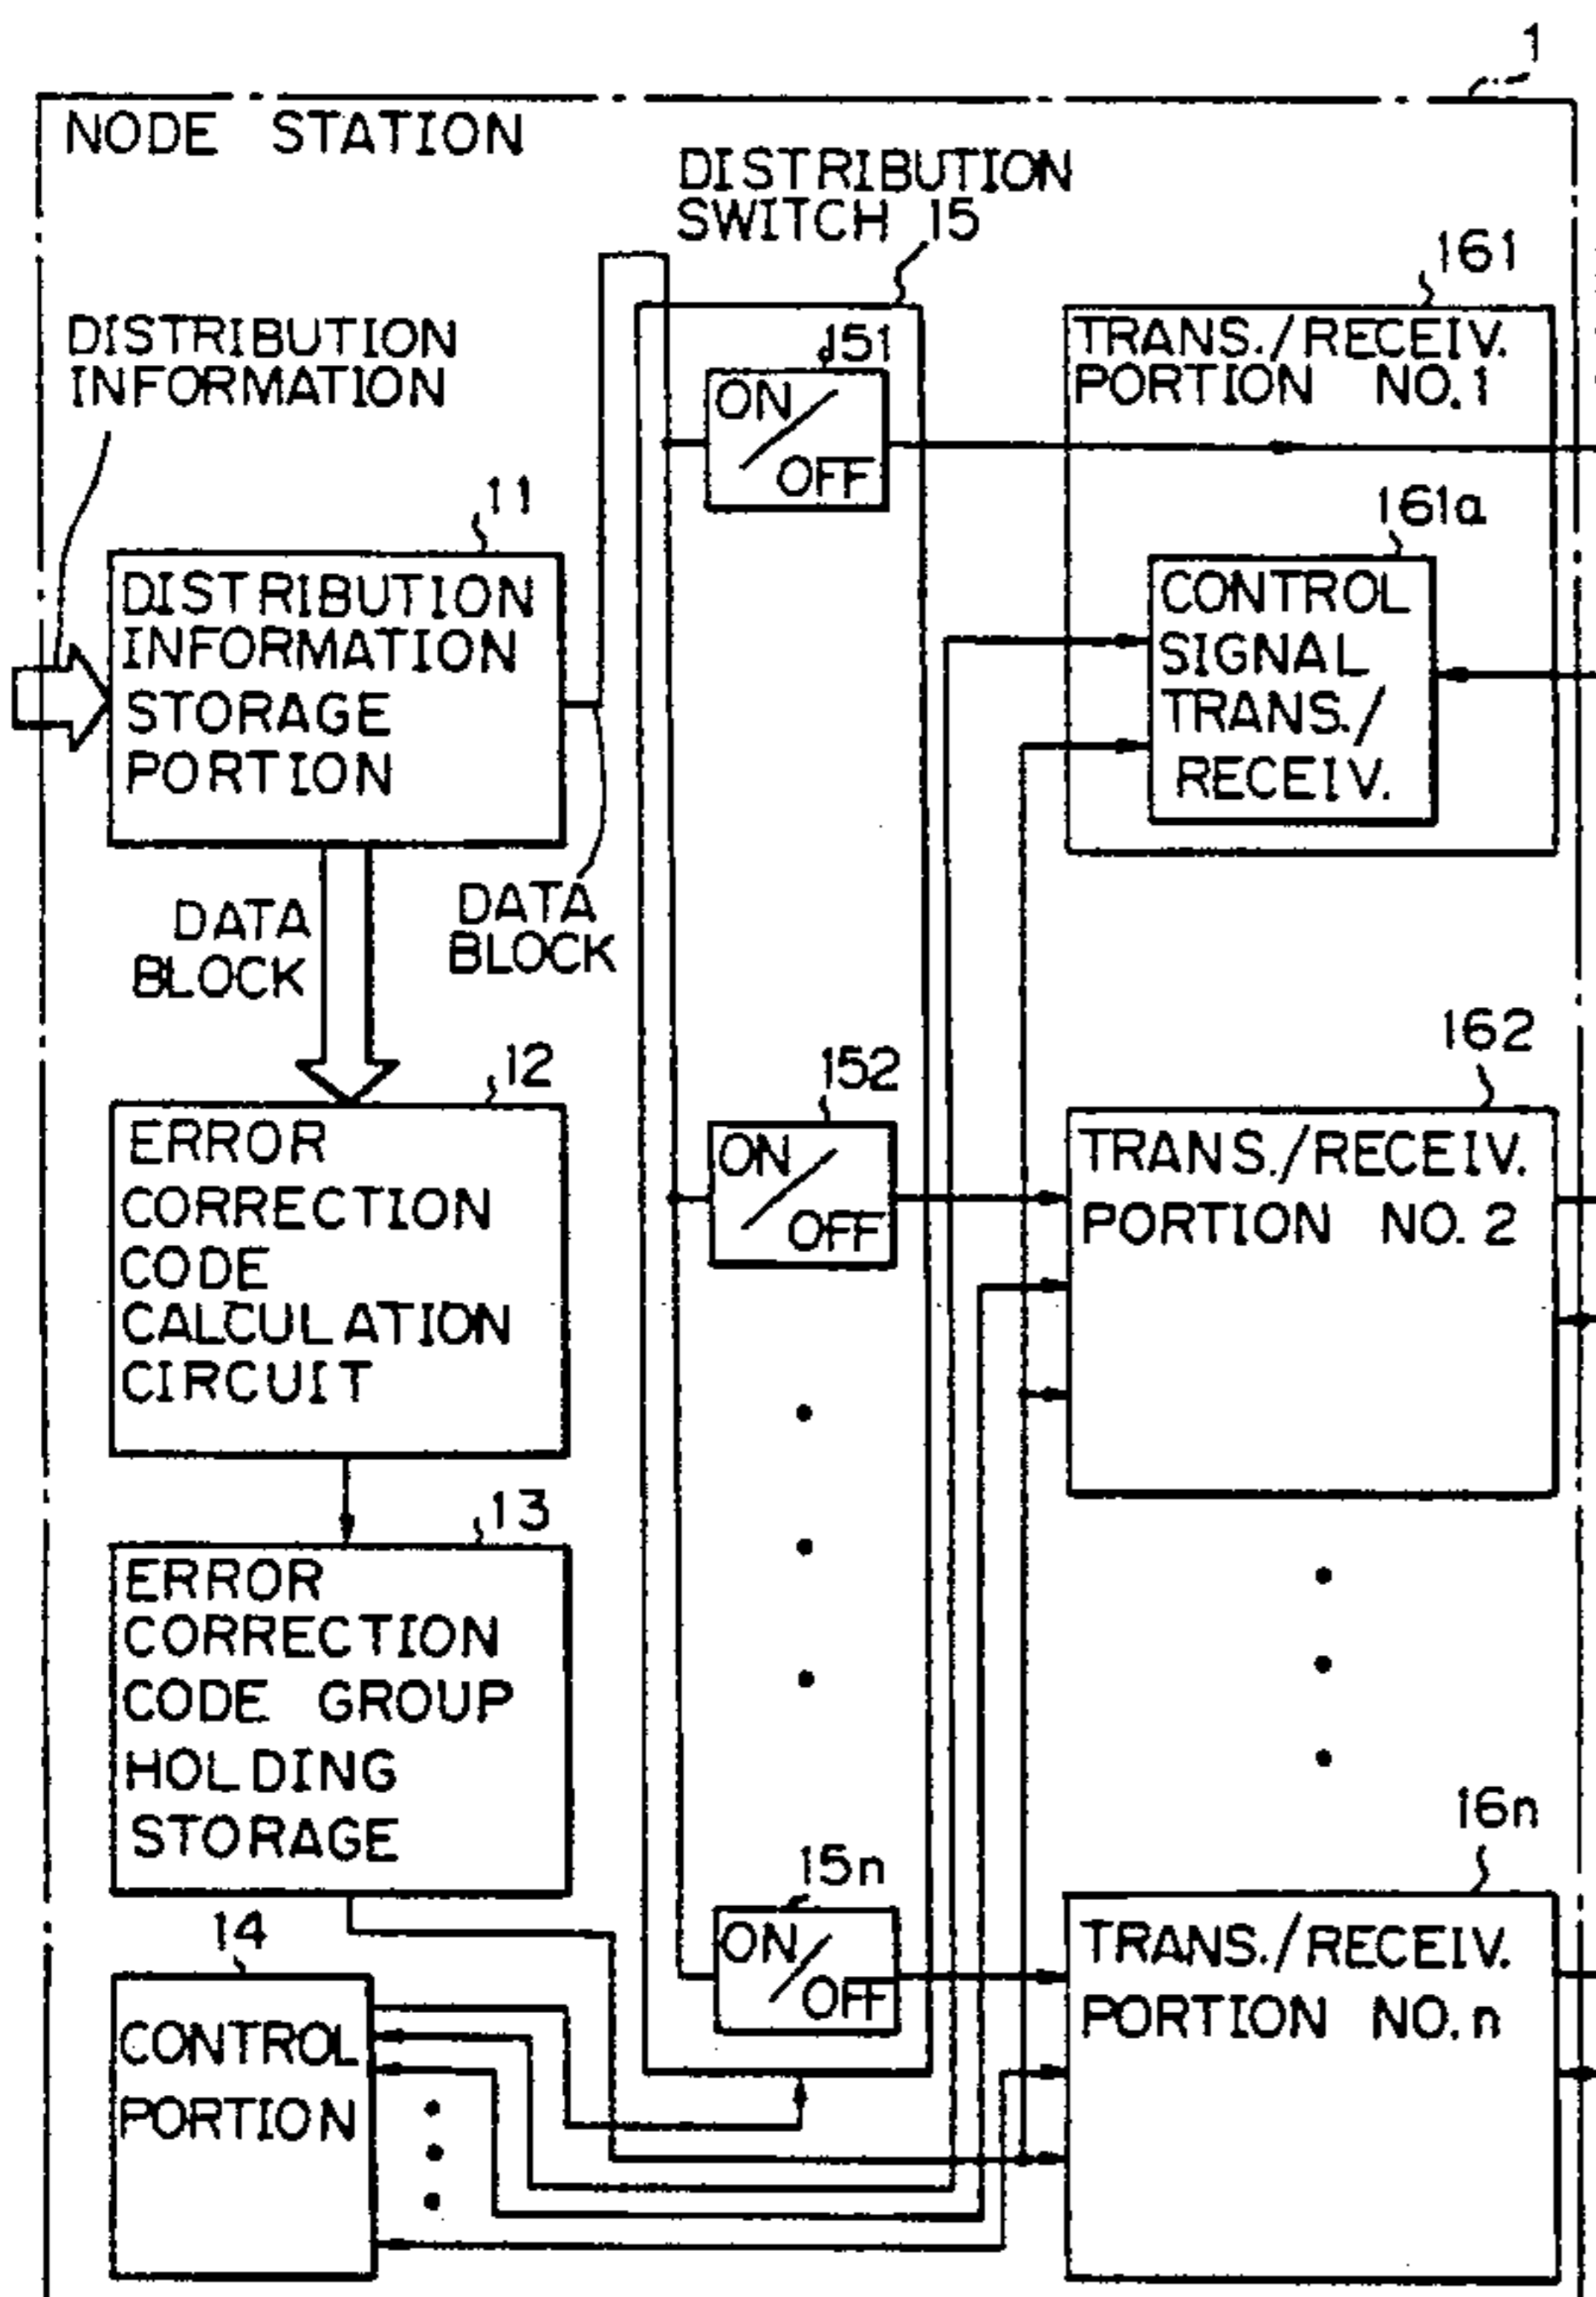 1
NODE STATION
DISTRIBUTION
SWITCH 15
161
DISTRIBUTION
INFORMATION
151
ON
OFF
TRANS./RECEIV.
PORTION NO.1
11
DISTRIBUTION
INFORMATION
STORAGE
PORTION
161a
CONTROL
SIGNAL
TRANS./
RECEIV.
DATA
BLOCK
DATA
BLOCK
12
ERROR
CORRECTION
CODE
CALCULATION
CIRCUIT
152
ON
OFF
162
TRANS./RECEIV.
PORTION NO.2
13
ERROR
CORRECTION
CODE GROUP
HOLDING
STORAGE
15n
ON
OFF
16n
TRANS./RECEIV.
PORTION NO.n
14
CONTROL
PORTION